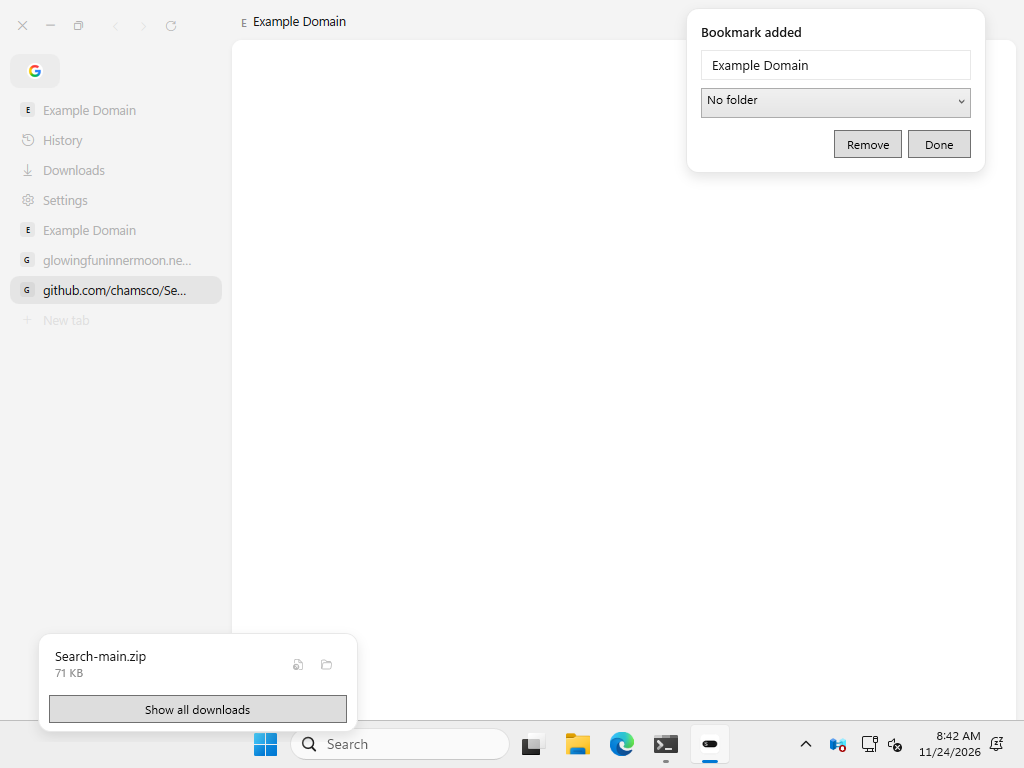 E Example Domain
E Example Domain
History
Downloads
Settings
E Example Domain
G glowingfuninnermoon.ne...
G github.com/chamsco/Se...
New tab
Bookmark added
Example Domain
No folder
Remove Done
Search-main.zip
71 KB
Show all downloads
Search
8:42 AM
11/24/2026